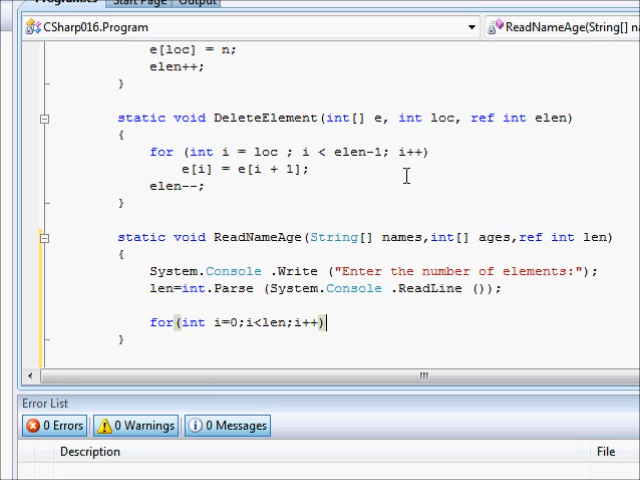 Program.cs Start Page Output
CSharp016.Program ReadNameAge(String[] na
e[loc] = n;
elen++;
}
static void DeleteElement(int[] e, int loc, ref int elen)
{
for (int i = loc ; i < elen-1; i++)
e[i] = e[i + 1];
elen--;
}
static void ReadNameAge(String[] names,int[] ages,ref int len)
{
System.Console .Write ("Enter the number of elements:");
len=int.Parse (System.Console .ReadLine ());
for(int i=0;i<len;i++)
}
Error List
0 Errors 0 Warnings 0 Messages
Description File